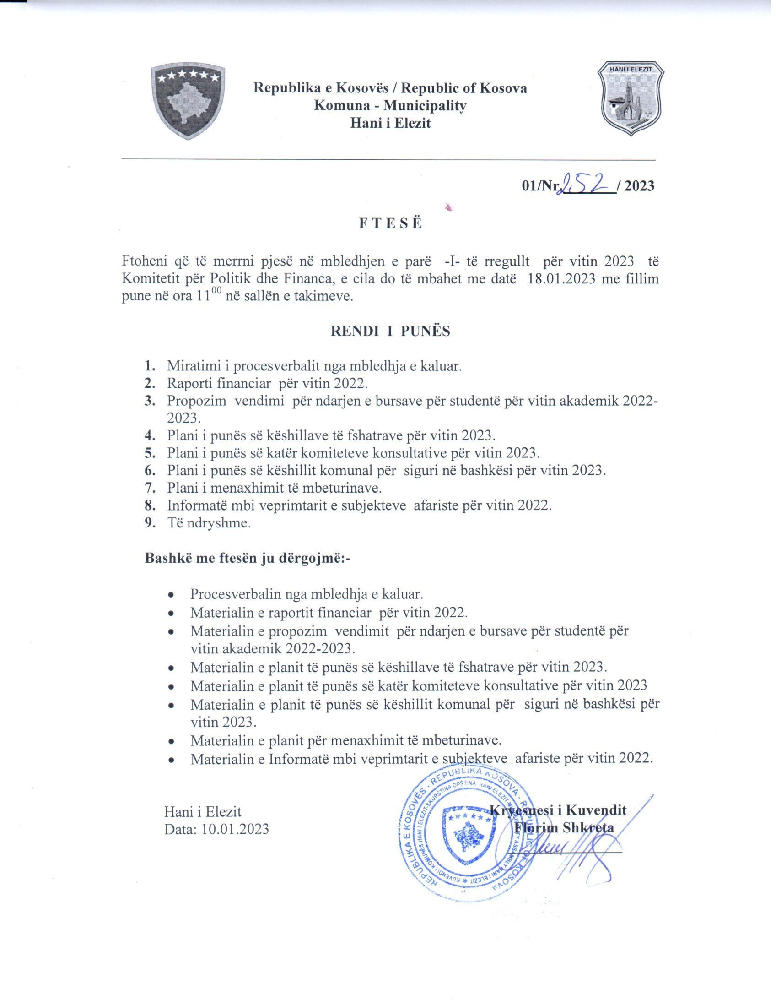 HANI I ELEZIT
Republika e Kosovës / Republic of Kosova
Komuna - Municipality
Hani i Elezit
01/Nr.252/ 2023
F T E S Ë
Ftoheni që të merrni pjesë në mbledhjen e parë -I- të rregullt për vitin 2023 të
Komitetit për Politik dhe Financa, e cila do të mbahet me datë 18.01.2023 me fillim
pune në ora 11⁰⁰ në sallën e takimeve.
RENDI I PUNËS
1. Miratimi i procesverbalit nga mbledhja e kaluar.
2. Raporti financiar për vitin 2022.
3. Propozim vendimi për ndarjen e bursave për studentë për vitin akademik 2022-
2023.
4. Plani i punës së këshillave të fshatrave për vitin 2023.
5. Plani i punës së katër komiteteve konsultative për vitin 2023.
6. Plani i punës së këshillit komunal për siguri në bashkësi për vitin 2023.
7. Plani i menaxhimit të mbeturinave.
8. Informatë mbi veprimtarit e subjekteve afariste për vitin 2022.
9. Të ndryshme.
Bashkë me ftesën ju dërgojmë:-
• Procesverbalin nga mbledhja e kaluar.
• Materialin e raportit financiar për vitin 2022.
• Materialin e propozim vendimit për ndarjen e bursave për studentë për
vitin akademik 2022-2023.
• Materialin e planit të punës së këshillave të fshatrave për vitin 2023.
• Materialin e planit të punës së katër komiteteve konsultative për vitin 2023
• Materialin e planit të punës së këshillit komunal për siguri në bashkësi për
vitin 2023.
• Materialin e planit për menaxhimit të mbeturinave.
• Materialin e Informatë mbi veprimtarit e subjekteve afariste për vitin 2022.
Hani i Elezit
Data: 10.01.2023
Kryesuesi i Kuvendit
Florim Shkreta
REPUBLIKA E KOSOVËS - REPUBLIKA KOSOVA - REPUBLIC OF KOSOVA
KUVENDI I KOMUNËS HANI I ELEZIT-SKUPŠTINA OPŠTINA HANI ELEZIT-MUNICIPALITY ASSAMBLY HANI I ELEZIT